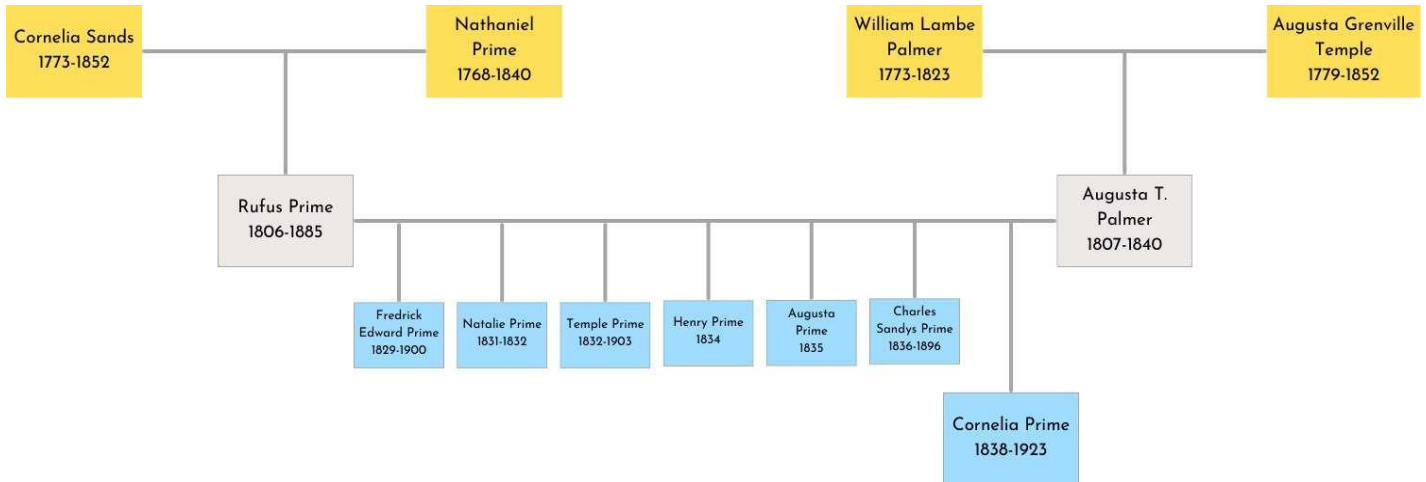 Cornelia Sands
1773-1852
Nathaniel
Prime
1768-1840
William Lambe
Palmer
1773-1823
Augusta Grenville
Temple
1779-1852
Rufus Prime
1806-1885
Augusta T.
Palmer
1807-1840
Fredrick
Edward Prime
1829-1900
Natalie Prime
1831-1832
Temple Prime
1832-1903
Henry Prime
1834
Augusta
Prime
1835
Charles
Sandys Prime
1836-1896
Cornelia Prime
1838-1923